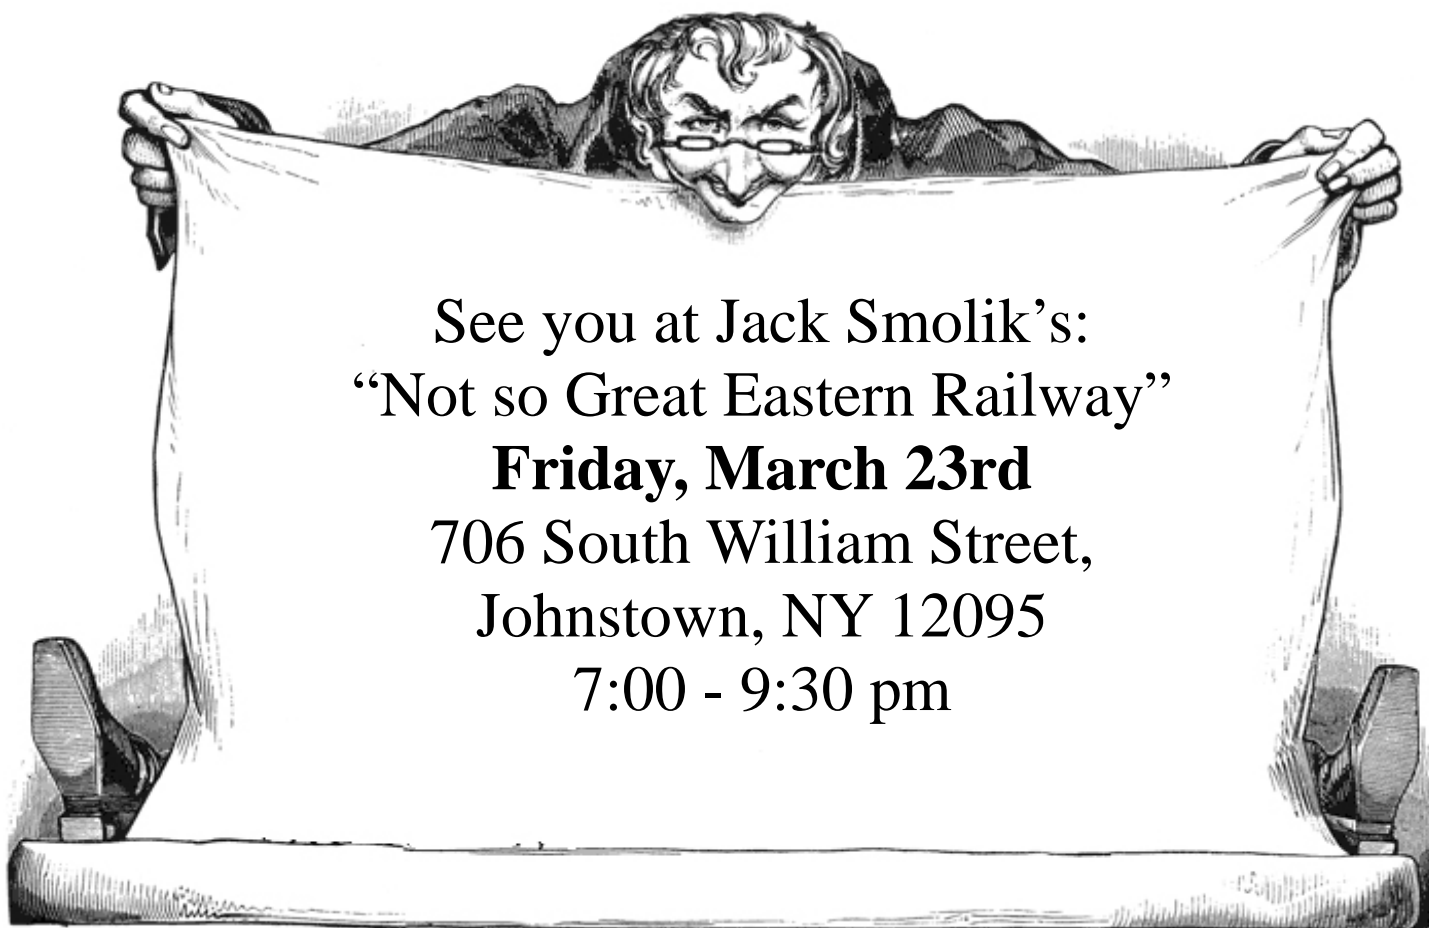 See you at Jack Smolik’s:
“Not so Great Eastern Railway”
Friday, March 23rd
706 South William Street,
Johnstown, NY 12095
7:00 - 9:30 pm